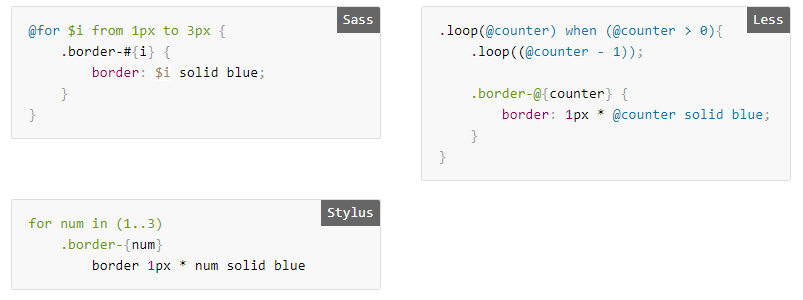 Sass
@for $i from 1px to 3px {
    .border-#{i} {
        border: $i solid blue;
    }
}
Less
.loop(@counter) when (@counter > 0){
    .loop((@counter - 1));

    .border-@{counter} {
        border: 1px * @counter solid blue;
    }
}
Stylus
for num in (1..3)
    .border-{num}
        border 1px * num solid blue